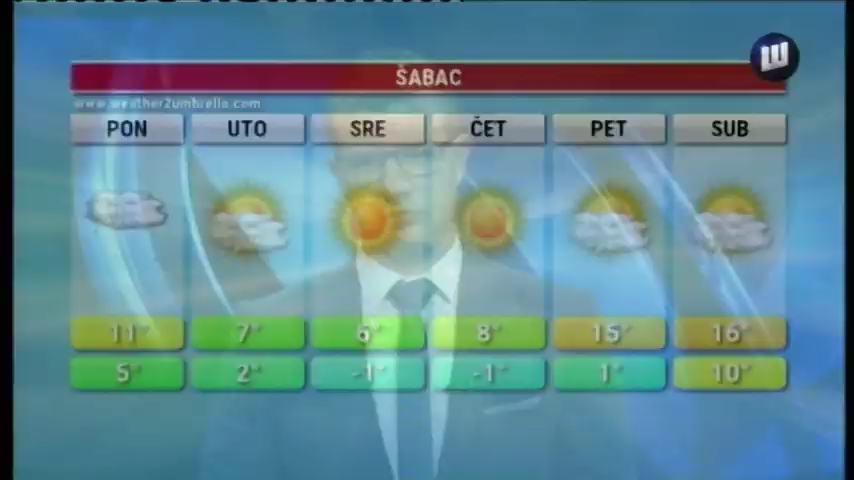 ŠABAC
www.weather2umbrella.com
PON UTO SRE ČET PET SUB
11° 7° 6° 8° 15° 16°
5° 2° -1° -1° 1° 10°